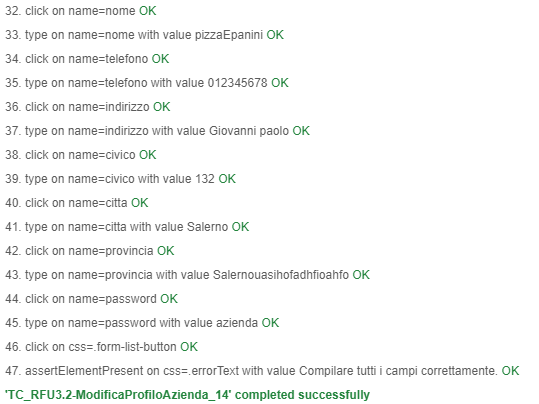 32. click on name=nome OK
33. type on name=nome with value pizzaEpanini OK
34. click on name=telefono OK
35. type on name=telefono with value 012345678 OK
36. click on name=indirizzo OK
37. type on name=indirizzo with value Giovanni paolo OK
38. click on name=civico OK
39. type on name=civico with value 132 OK
40. click on name=citta OK
41. type on name=citta with value Salerno OK
42. click on name=provincia OK
43. type on name=provincia with value Salernouasihofadhfioahfo OK
44. click on name=password OK
45. type on name=password with value azienda OK
46. click on css=.form-list-button OK
47. assertElementPresent on css=.errorText with value Compilare tutti i campi correttamente. OK
'TC_RFU3.2-ModificaProfiloAzienda_14' completed successfully